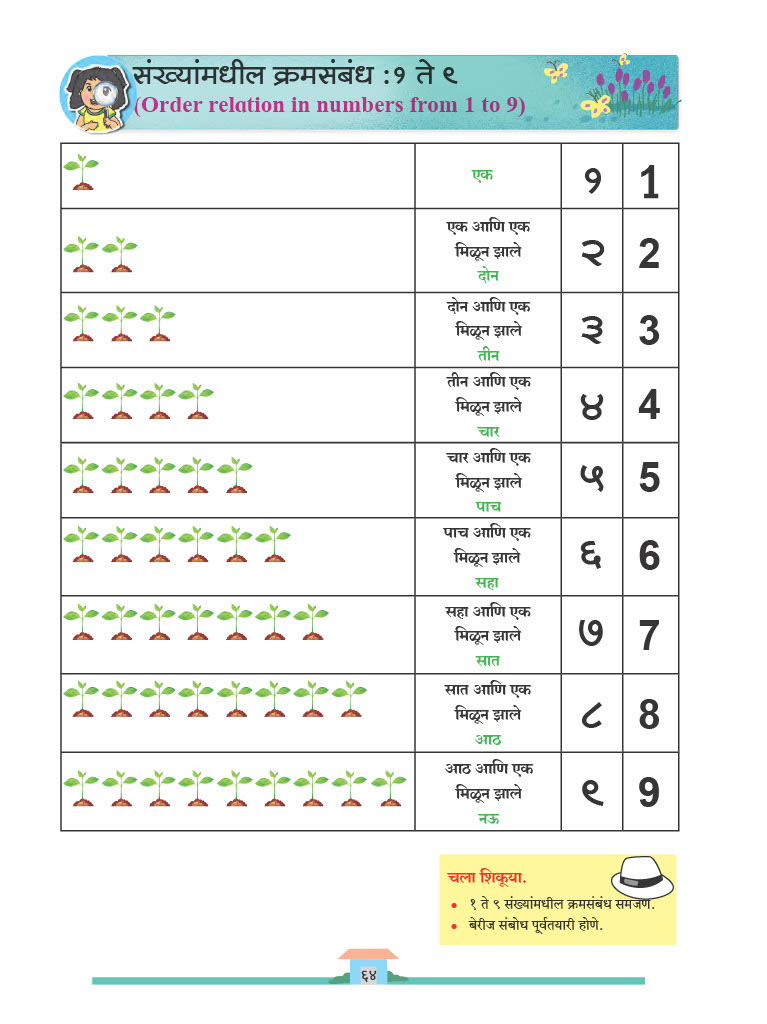 संख्यांमधील क्रमसंबंध :१ ते ९
(Order relation in numbers from 1 to 9)
एक
१
1
एक आणि एक
मिळून झाले
दोन
२
2
दोन आणि एक
मिळून झाले
तीन
३
3
तीन आणि एक
मिळून झाले
चार
४
4
चार आणि एक
मिळून झाले
पाच
५
5
पाच आणि एक
मिळून झाले
सहा
६
6
सहा आणि एक
मिळून झाले
सात
७
7
सात आणि एक
मिळून झाले
आठ
८
8
आठ आणि एक
मिळून झाले
नऊ
९
9
चला शिकूया.
• १ ते ९ संख्यांमधील क्रमसंबंध समजणे.
• बेरीज संबोध पूर्वतयारी होणे.
६४